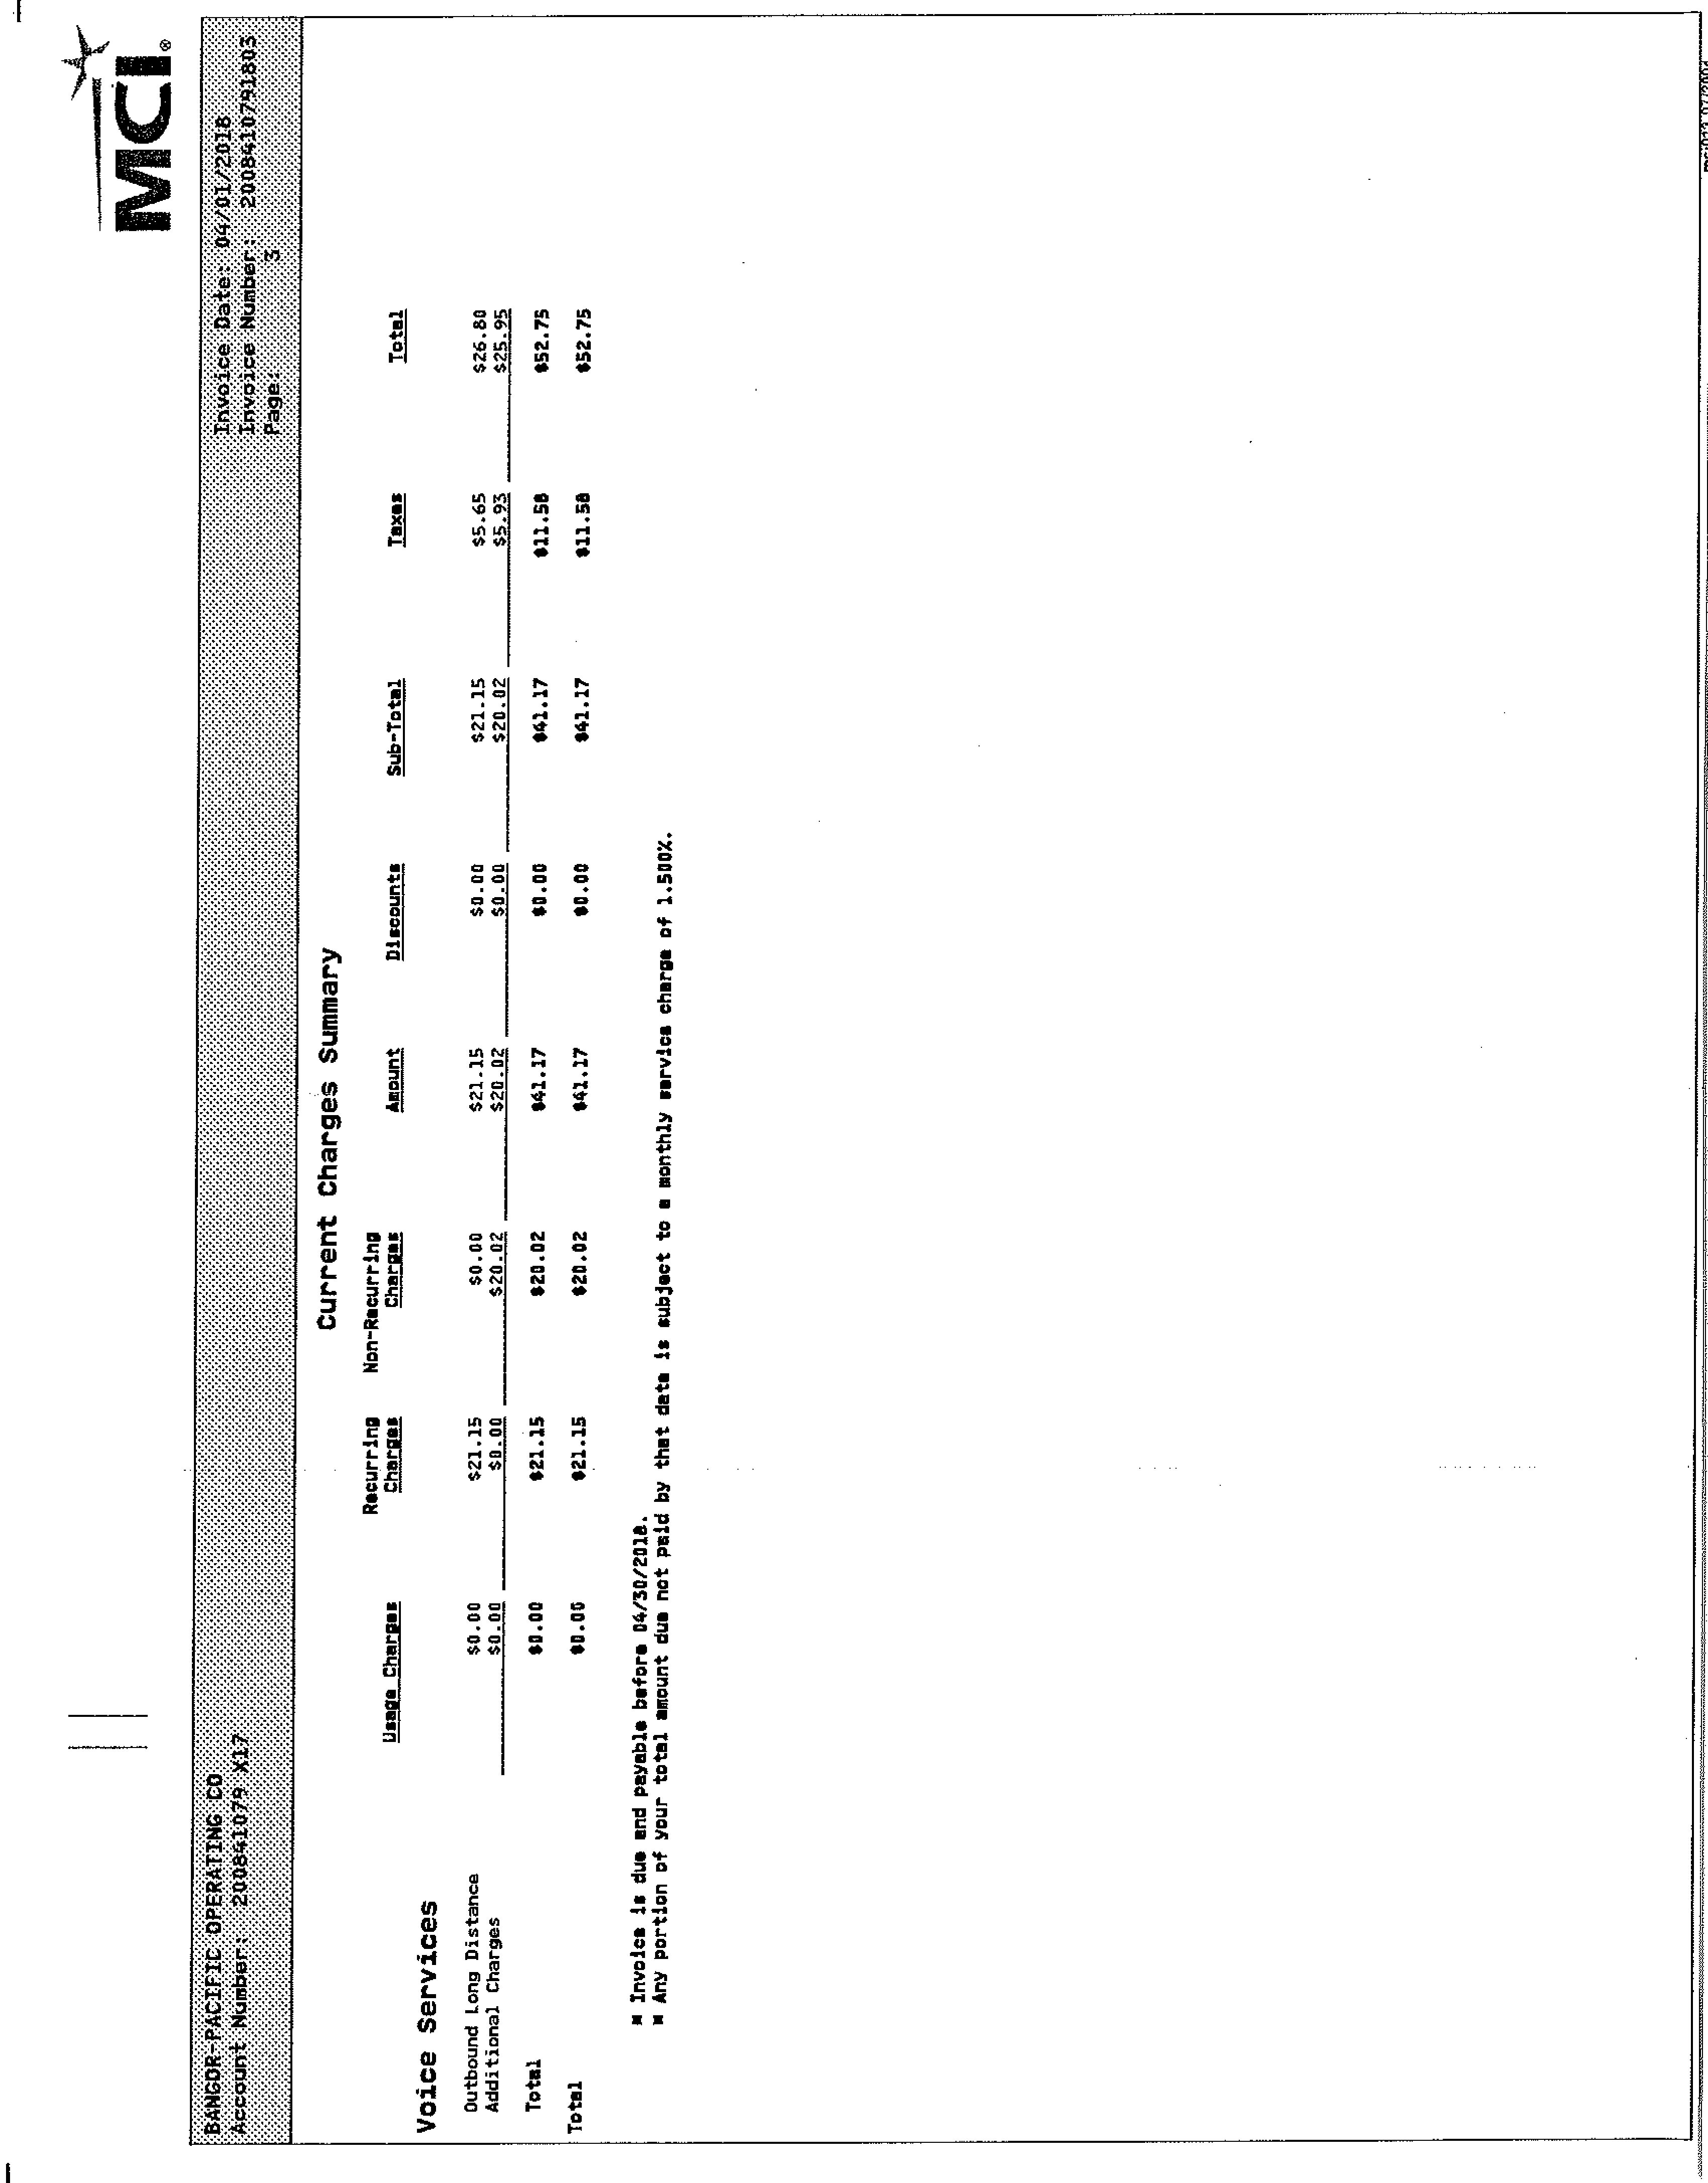 MCI®
BANGOR-PACIFIC OPERATING CO Invoice Date: 04/01/2018
Account Number: 200841079 X17 Invoice Number: 2008410791803
Page: 3
Current Charges Summary
Recurring Non-Recurring
Usage Charges Charges Charges Amount Discounts Sub-Total Taxes Total
Voice Services
Outbound Long Distance $0.00 $21.15 $0.00 $21.15 $0.00 $21.15 $5.65 $26.80
Additional Charges $0.00 $0.00 $20.02 $20.02 $0.00 $20.02 $5.93 $25.95
Total $0.00 $21.15 $20.02 $41.17 $0.00 $41.17 $11.58 $52.75
Total $0.00 $21.15 $20.02 $41.17 $0.00 $41.17 $11.58 $52.75
* Invoice is due and payable before 04/30/2018.
* Any portion of your total amount due not paid by that date is subject to a monthly service charge of 1.500%.